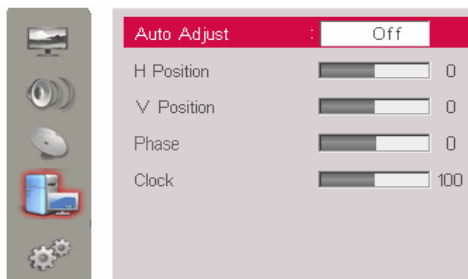 Auto Adjust : Off
H Position 0
V Position 0
Phase 0
Clock 100